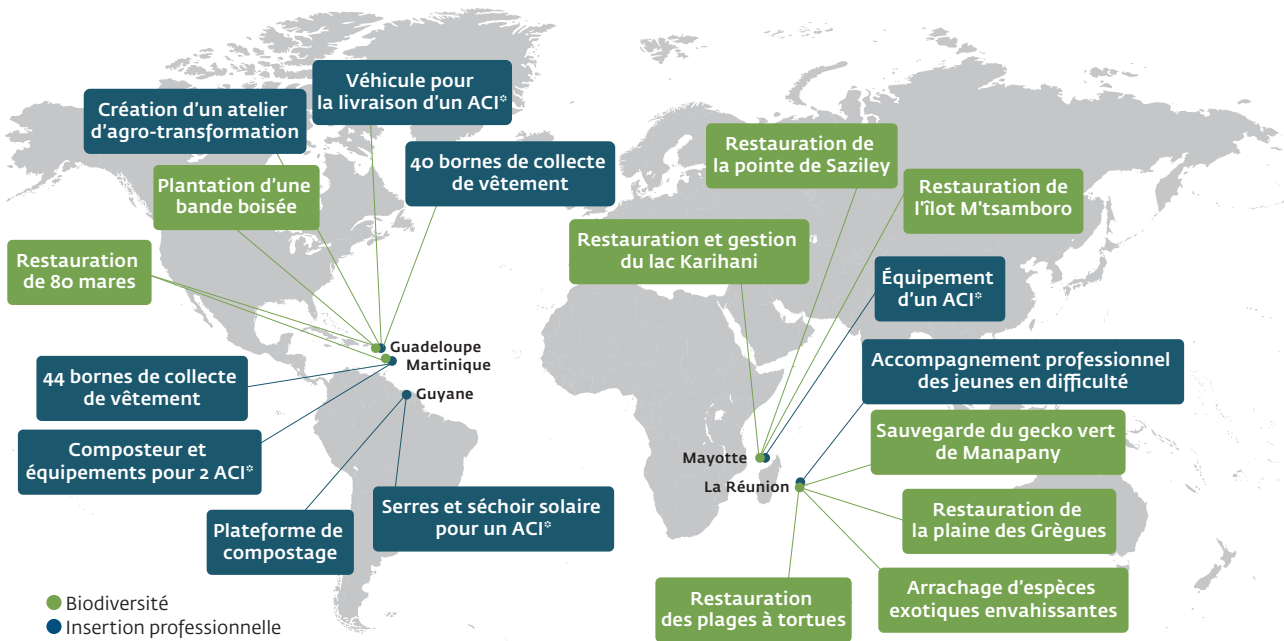 Véhicule pour
la livraison d'un ACI*
Création d'un atelier
d'agro-transformation
40 bornes de collecte
de vêtement
Plantation d'une
bande boisée
Restauration
de 80 mares
Guadeloupe
Martinique
Guyane
44 bornes de collecte
de vêtement
Composteur et
équipements pour 2 ACI*
Plateforme de
compostage
Serres et séchoir solaire
pour un ACI*
Restauration de
la pointe de Saziley
Restauration de
l'îlot M'tsamboro
Restauration et gestion
du lac Karihani
Équipement
d'un ACI*
Accompagnement professionnel
des jeunes en difficulté
Mayotte
La Réunion
Sauvegarde du gecko vert
de Manapany
Restauration de
la plaine des Grègues
Arrachage d'espèces
exotiques envahissantes
Restauration
des plages à tortues
Biodiversité
Insertion professionnelle